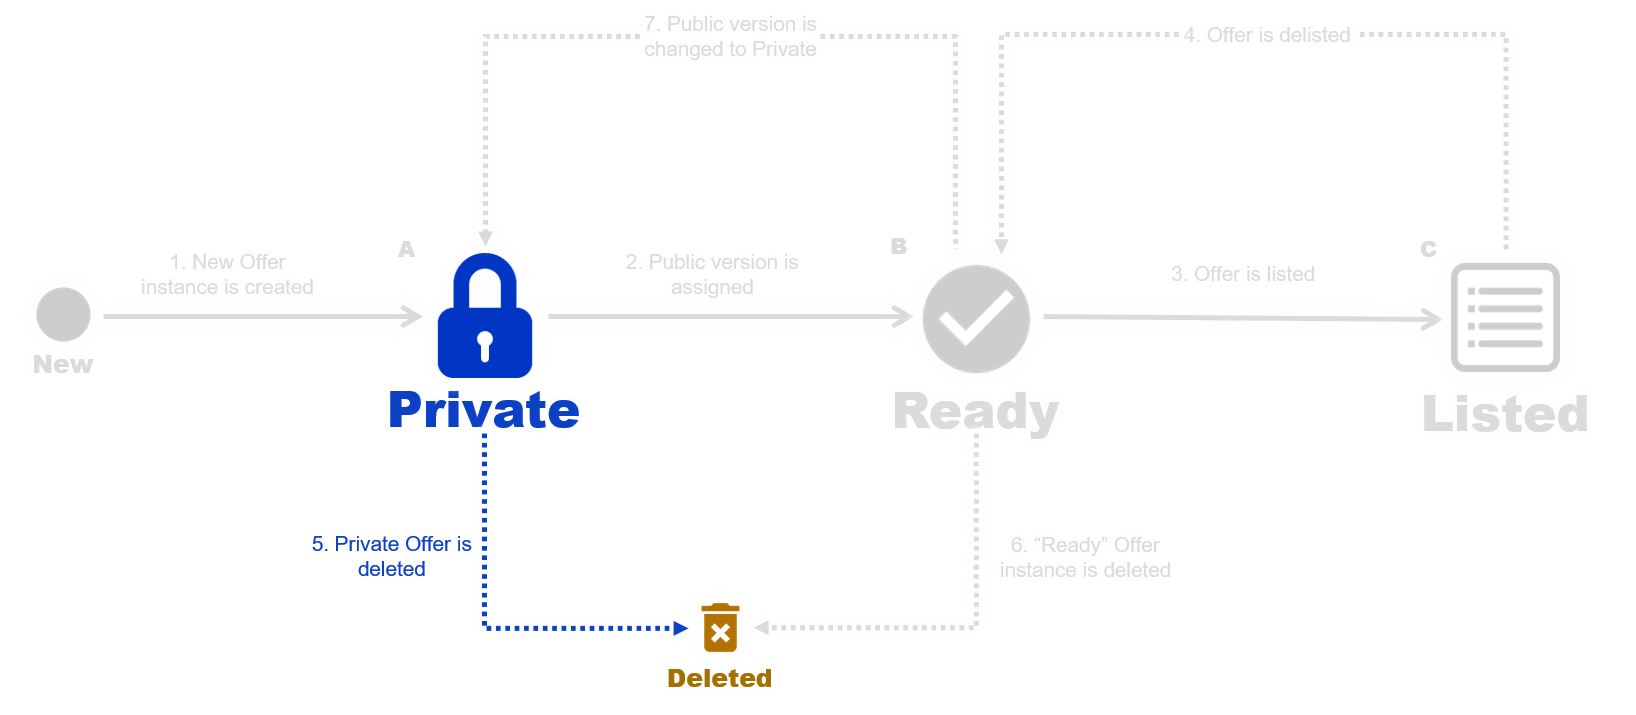 7. Public version is
changed to Private
4. Offer is delisted
A
B
C
1. New Offer
instance is created
2. Public version is
assigned
3. Offer is listed
New
Private
Ready
Listed
5. Private Offer is
deleted
6. “Ready” Offer
instance is deleted
Deleted